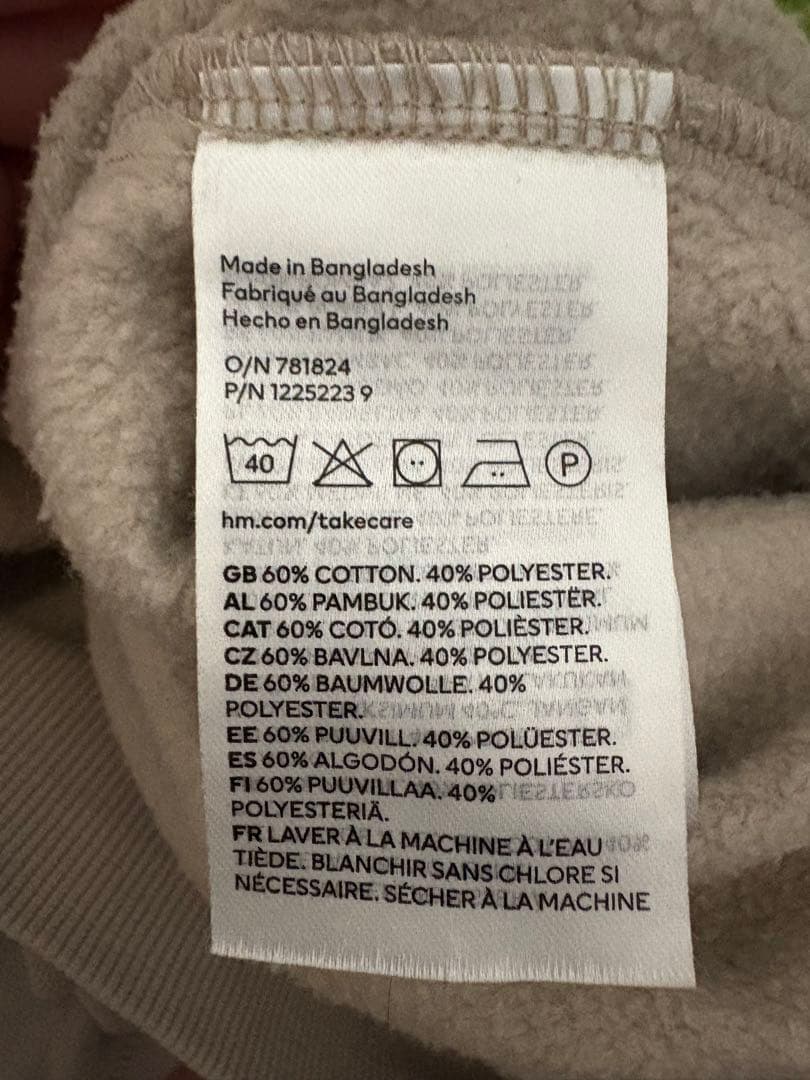 Made in Bangladesh
Fabriqué au Bangladesh
Hecho en Bangladesh
O/N 781824
P/N 1225223 9
40 P
hm.com/takecare
GB 60% COTTON. 40% POLYESTER.
AL 60% PAMBUK. 40% POLIESTËR.
CAT 60% COTÓ. 40% POLIÈSTER.
CZ 60% BAVLNA. 40% POLYESTER.
DE 60% BAUMWOLLE. 40%
POLYESTER.
EE 60% PUUVILL. 40% POLÜESTER.
ES 60% ALGODÓN. 40% POLIÉSTER.
FI 60% PUUVILLAA. 40%
POLYESTERIÄ.
FR LAVER À LA MACHINE À L'EAU
TIÈDE. BLANCHIR SANS CHLORE SI
NÉCESSAIRE. SÉCHER À LA MACHINE